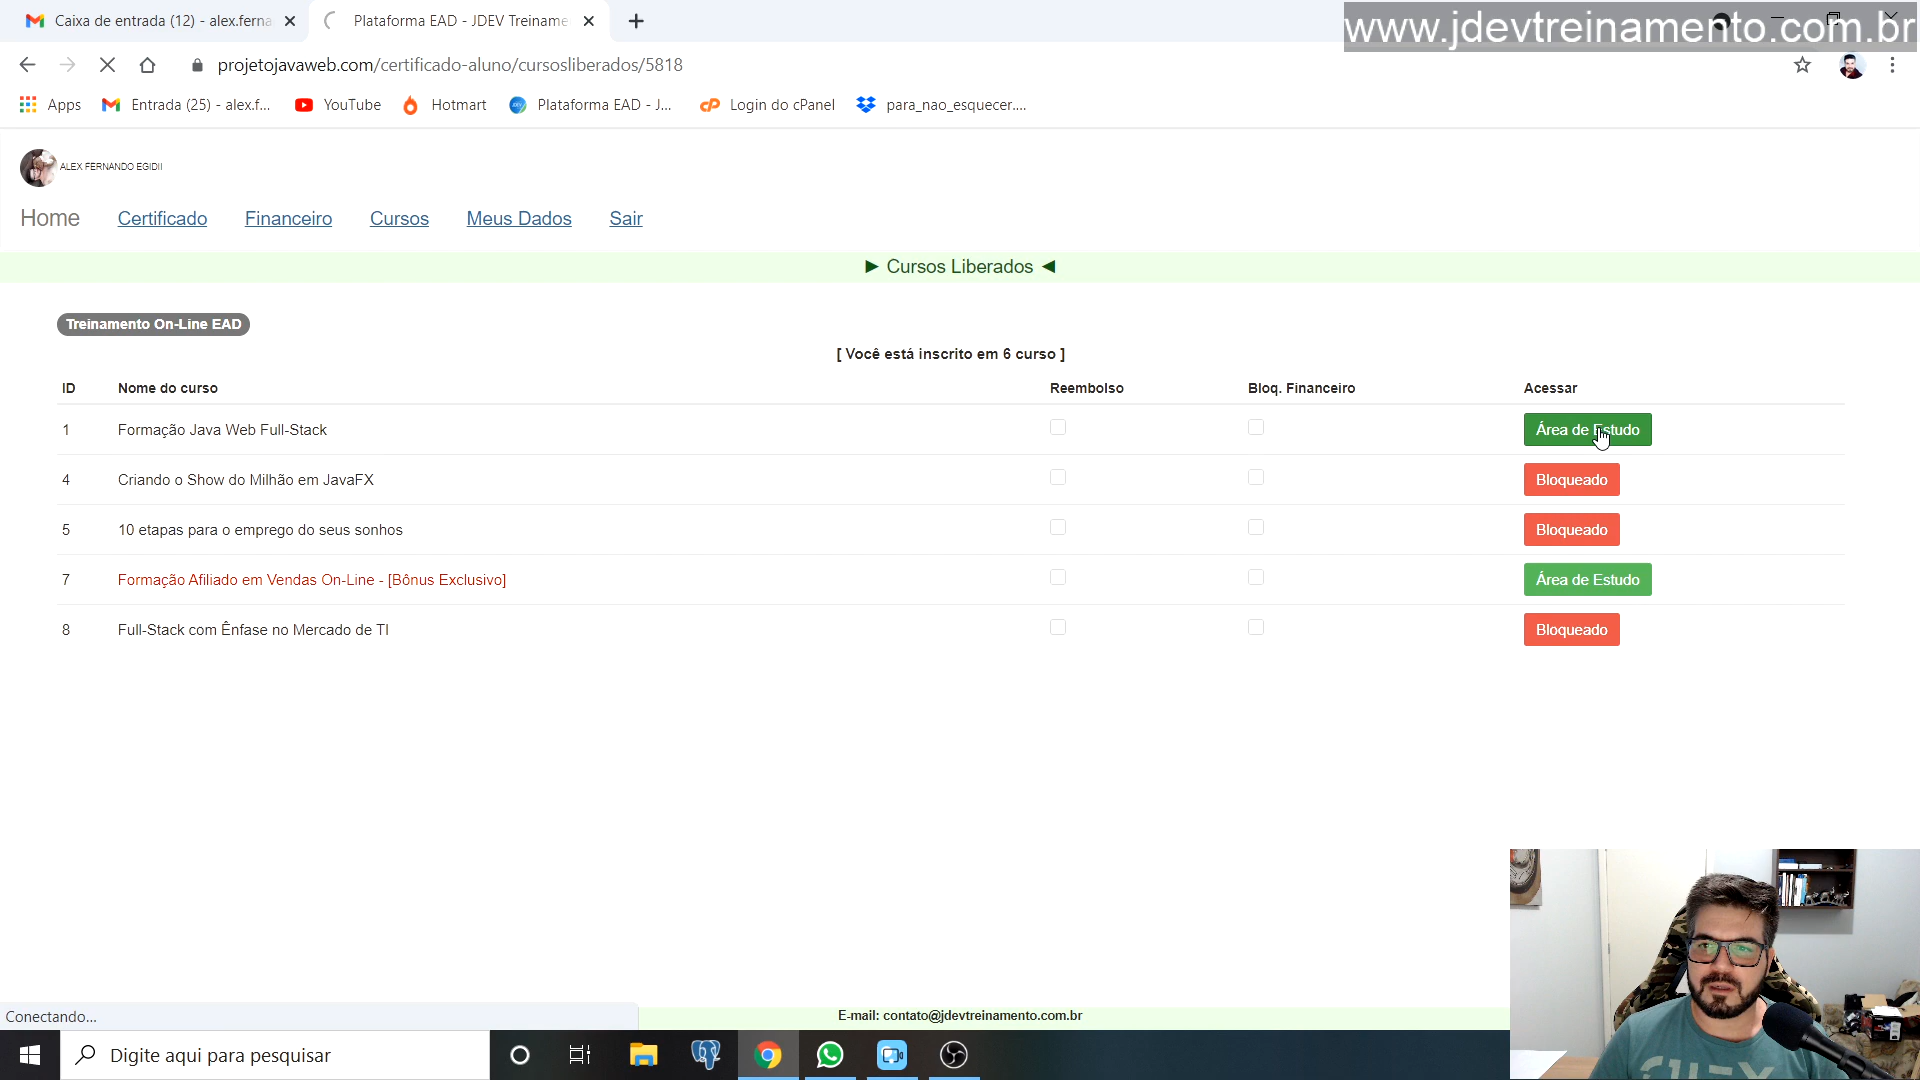 Caixa de entrada (12) - alex.ferna
Plataforma EAD - JDEV Treiname
www.jdevtreinamento.com.br
projetojavaweb.com/certificado-aluno/cursosliberados/5818
Apps
Entrada (25) - alex.f...
YouTube
Hotmart
Plataforma EAD - J...
Login do cPanel
para_nao_esquecer....
ALEX FERNANDO EGIDII
Home
Certificado
Financeiro
Cursos
Meus Dados
Sair
► Cursos Liberados ◄
Treinamento On-Line EAD
[ Você está inscrito em 6 curso ]
ID Nome do curso Reembolso Bloq. Financeiro Acessar
1 Formação Java Web Full-Stack Área de Estudo
4 Criando o Show do Milhão em JavaFX Bloqueado
5 10 etapas para o emprego do seus sonhos Bloqueado
7 Formação Afiliado em Vendas On-Line - [Bônus Exclusivo] Área de Estudo
8 Full-Stack com Ênfase no Mercado de TI Bloqueado
Conectando...
E-mail: contato@jdevtreinamento.com.br
Digite aqui para pesquisar